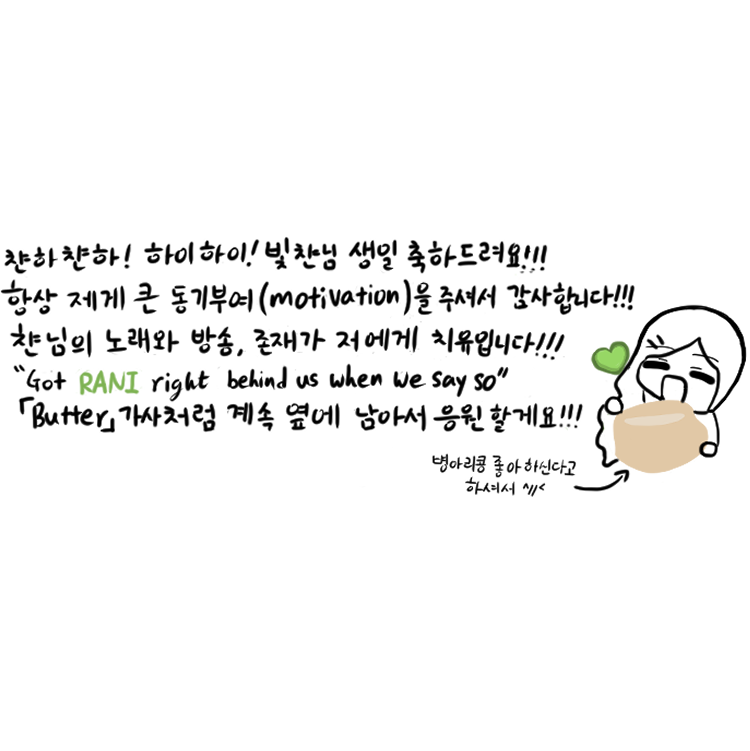 챤하챤하! 하이하이! 빛챤님 생일 축하드려요!!!
항상 제게 큰 동기부여(motivation)을 주셔서 감사합니다!!!
챤님의 노래와 방송, 존재가 저에게 치유입니다!!!
"Got RANI right behind us when we say so"
「Butter」가사처럼 계속 옆에 남아서 응원할게요!!!
병아리콩 좋아하신다고
하셔서